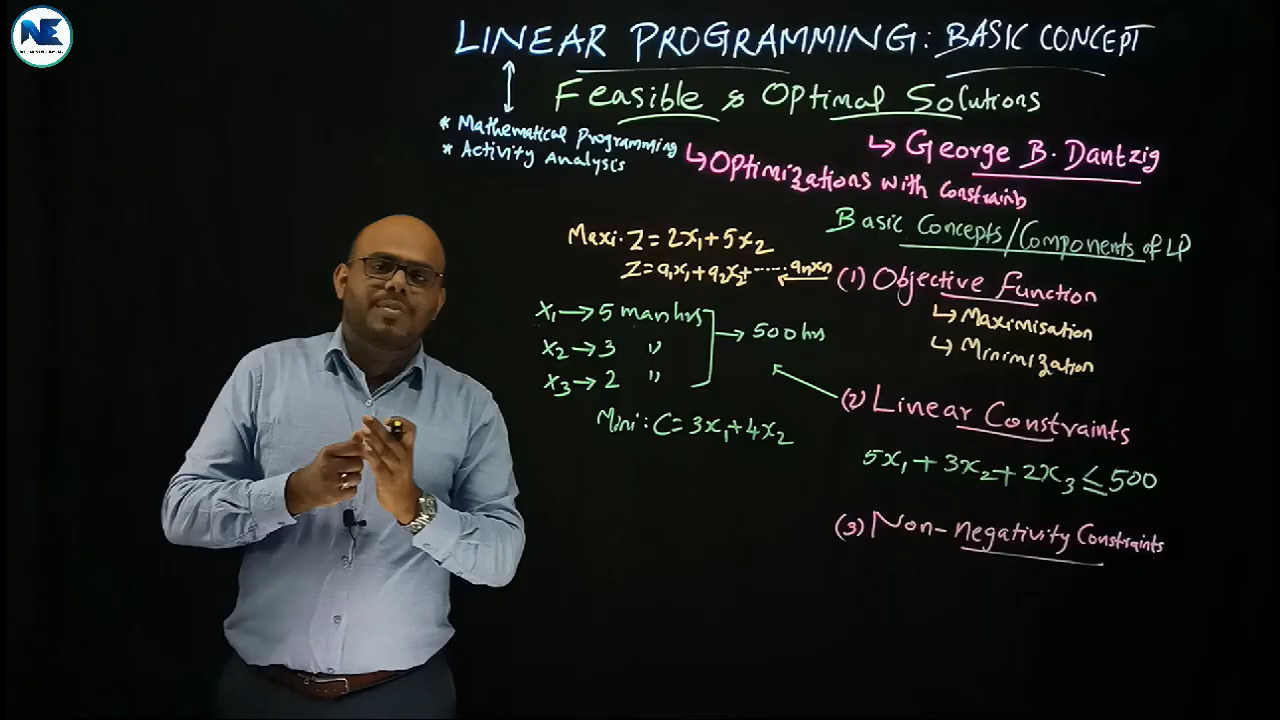 NE
LINEAR PROGRAMMING: BASIC CONCEPT
Feasible & Optimal Solutions
* Mathematical Programming
* Activity Analysis
↳ George B. Dantzig
↳ Optimizations with Constraints
Basic Concepts/Components of LP
Maxi. Z = 2x₁ + 5x₂
Z = a₁x₁ + a₂x₂ + ...... aₙxₙ
(1) Objective Function
↳ Maximisation
↳ Minimization
x₁ → 5 man hrs
x₂ → 3 "
x₃ → 2 "
→ 500 hrs
(2) Linear Constraints
Mini : C = 3x₁ + 4x₂
5x₁ + 3x₂ + 2x₃ ≤ 500
(3) Non-negativity Constraints